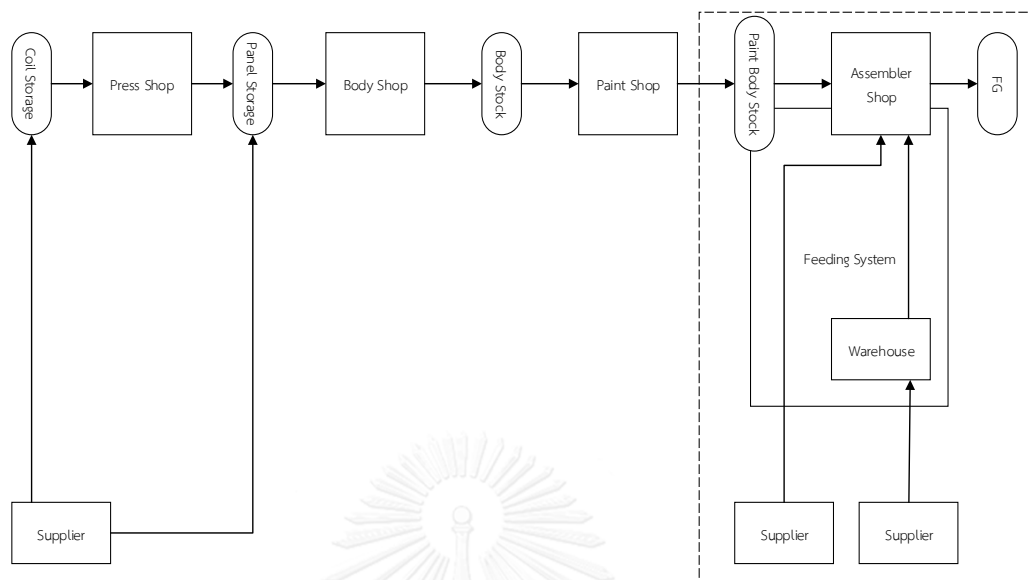 Coil Storage
Press Shop
Panel Storage
Body Shop
Body Stock
Paint Shop
Paint Body Stock
Assembler
Shop
FG
Feeding System
Warehouse
Supplier
Supplier
Supplier